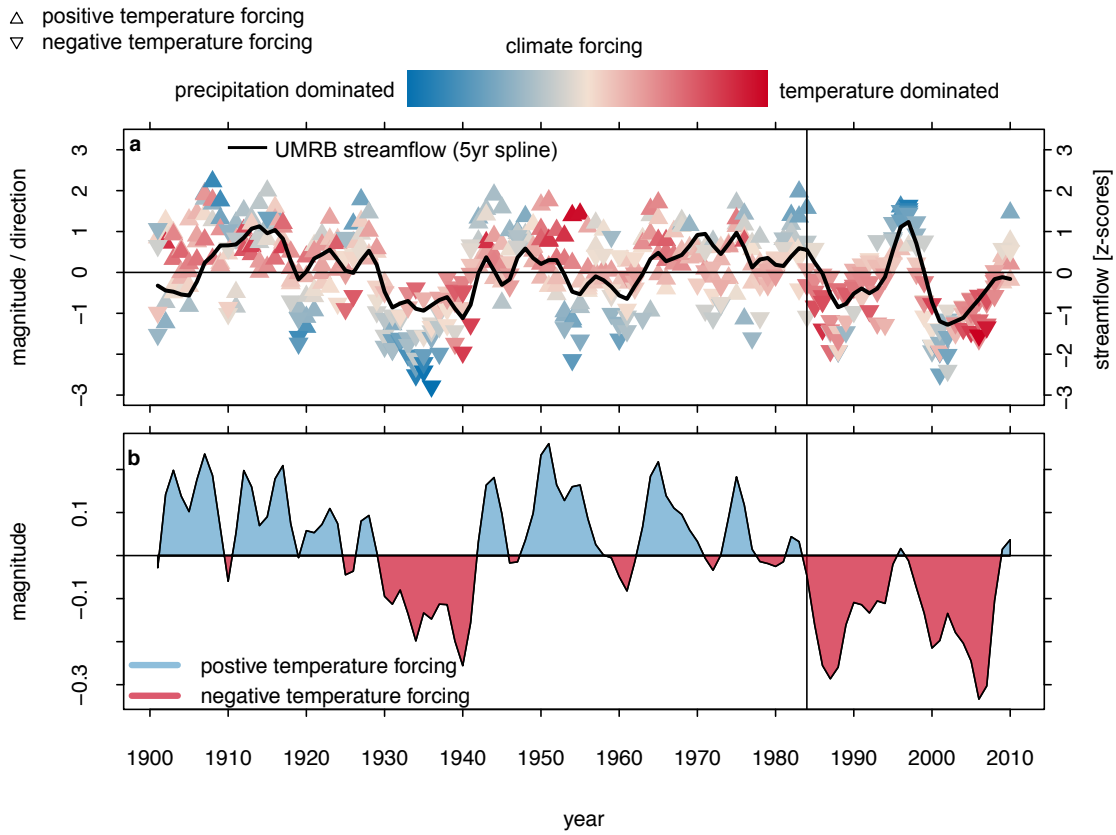 △ positive temperature forcing
▽ negative temperature forcing
climate forcing
precipitation dominated
temperature dominated
a
UMRB streamflow (5yr spline)
magnitude / direction
3
2
1
0
−1
−3
streamflow [z-scores]
3
2
1
0
−1
−2
−3
b
magnitude
0.1
−0.1
−0.3
postive temperature forcing
negative temperature forcing
1900 1910 1920 1930 1940 1950 1960 1970 1980 1990 2000 2010
year